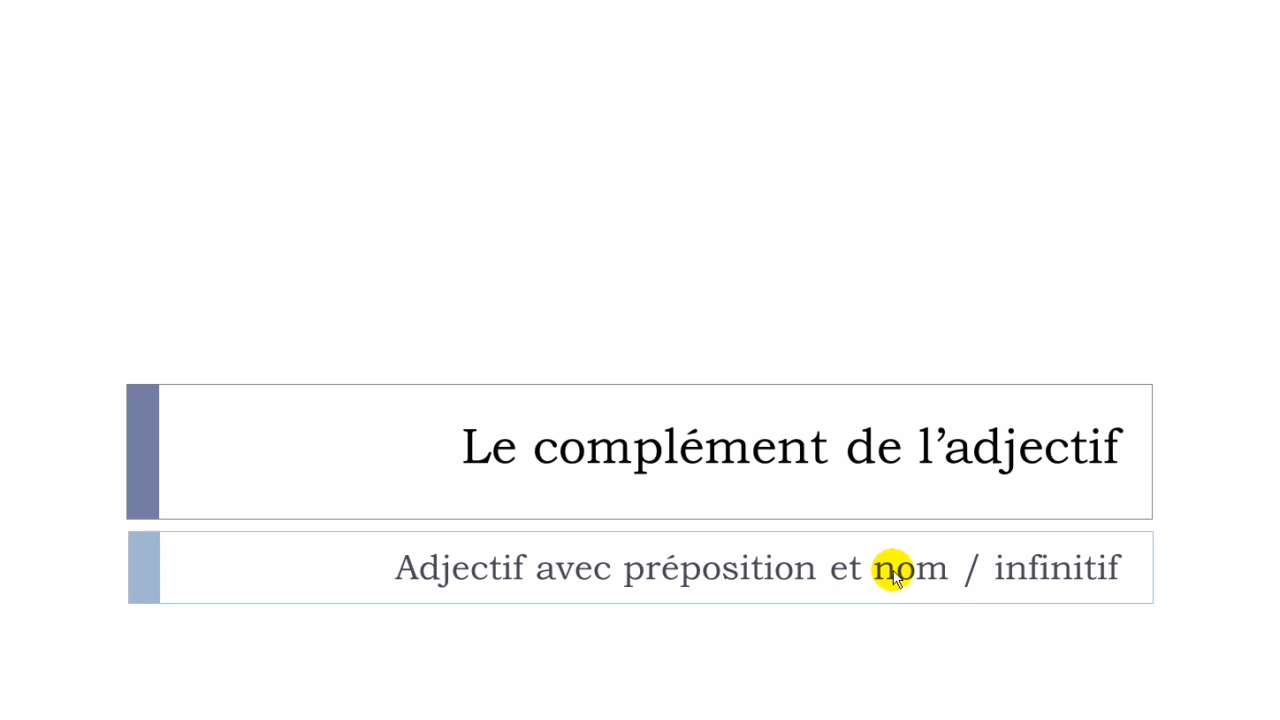 Le complément de l’adjectif
Adjectif avec préposition et nom / infinitif